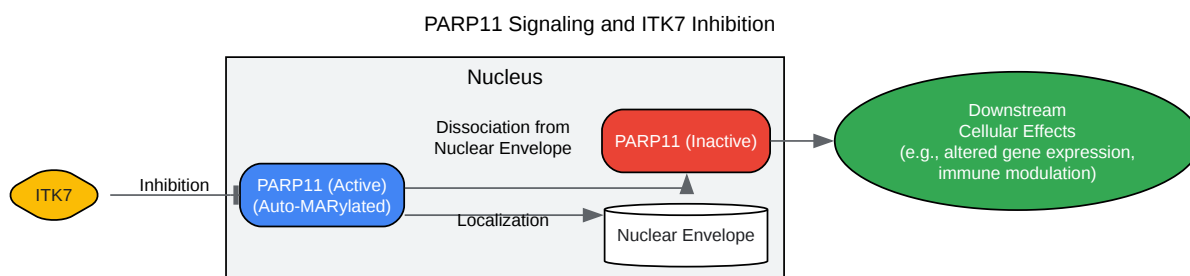 PARP11 Signaling and ITK7 Inhibition
Nucleus
ITK7
Inhibition
PARP11 (Active)
(Auto-MARylated)
Dissociation from
Nuclear Envelope
Localization
PARP11 (Inactive)
Nuclear Envelope
Downstream
Cellular Effects
(e.g., altered gene expression,
immune modulation)